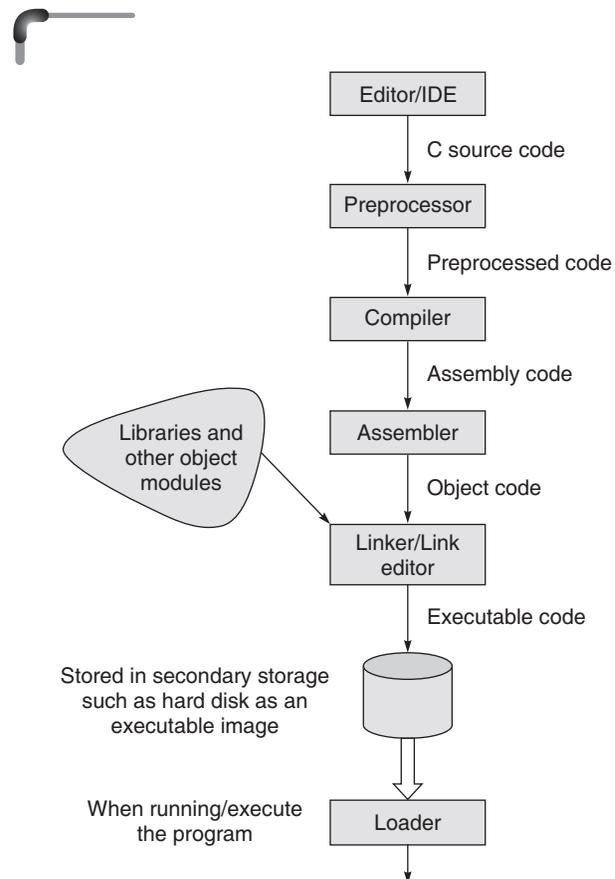 Editor/IDE
C source code
Preprocessor
Preprocessed code
Compiler
Assembly code
Libraries and
other object
modules
Assembler
Object code
Linker/Link
editor
Executable code
Stored in secondary storage
such as hard disk as an
executable image
When running/execute
the program
Loader